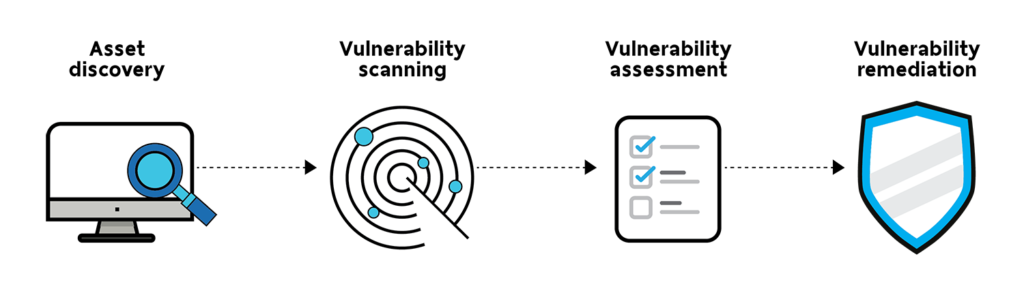 Asset
discovery
Vulnerability
scanning
Vulnerability
assessment
Vulnerability
remediation